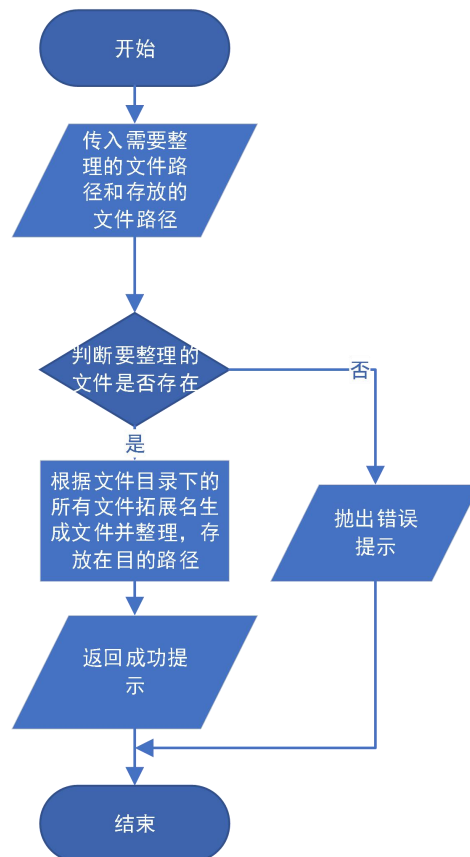 开始
传入需要整
理的文件路
径和存放的
文件路径
判断要整理的
文件是否存在
否
是
根据文件目录下的
所有文件拓展名生
成文件并整理，存
放在目的路径
抛出错误
提示
返回成功提
示
结束